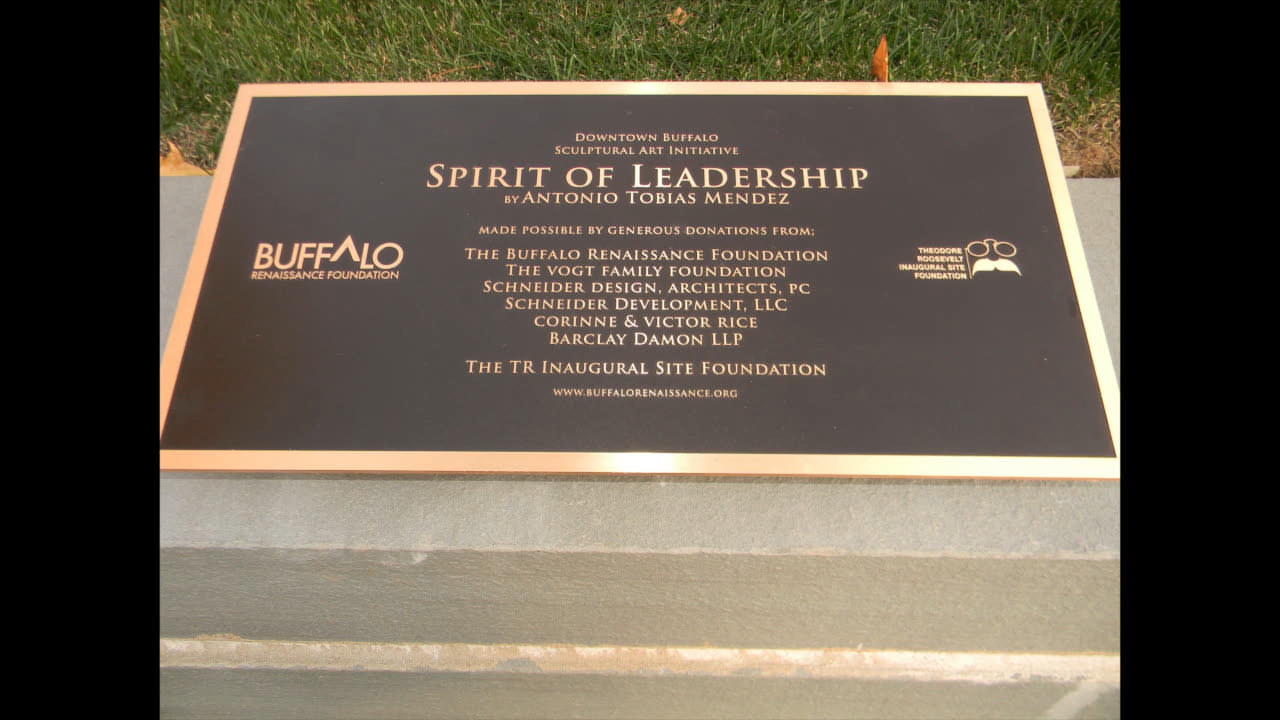 DOWNTOWN BUFFALO
SCULPTURAL ART INITIATIVE
SPIRIT OF LEADERSHIP
BY ANTONIO TOBIAS MENDEZ
MADE POSSIBLE BY GENEROUS DONATIONS FROM;
THE BUFFALO RENAISSANCE FOUNDATION
THE VOGT FAMILY FOUNDATION
SCHNEIDER DESIGN, ARCHITECTS, PC
SCHNEIDER DEVELOPMENT, LLC
CORINNE & VICTOR RICE
BARCLAY DAMON LLP
THE TR INAUGURAL SITE FOUNDATION
WWW.BUFFALORENAISSANCE.ORG
BUFFALO
RENAISSANCE FOUNDATION
THEODORE
ROOSEVELT
INAUGURAL SITE
FOUNDATION